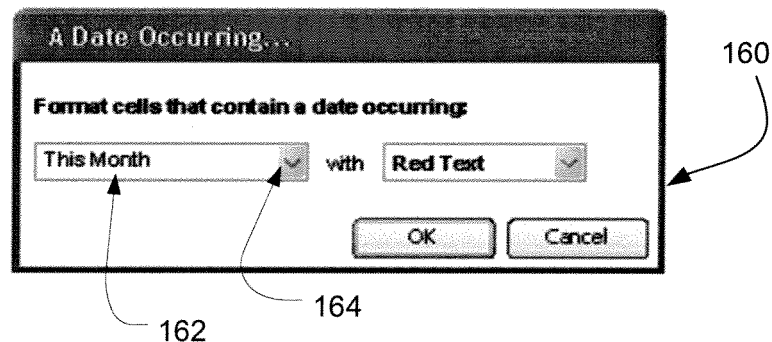 A Date Occurring...
160
Format cells that contain a date occurring:
This Month with Red Text
OK Cancel
164
162